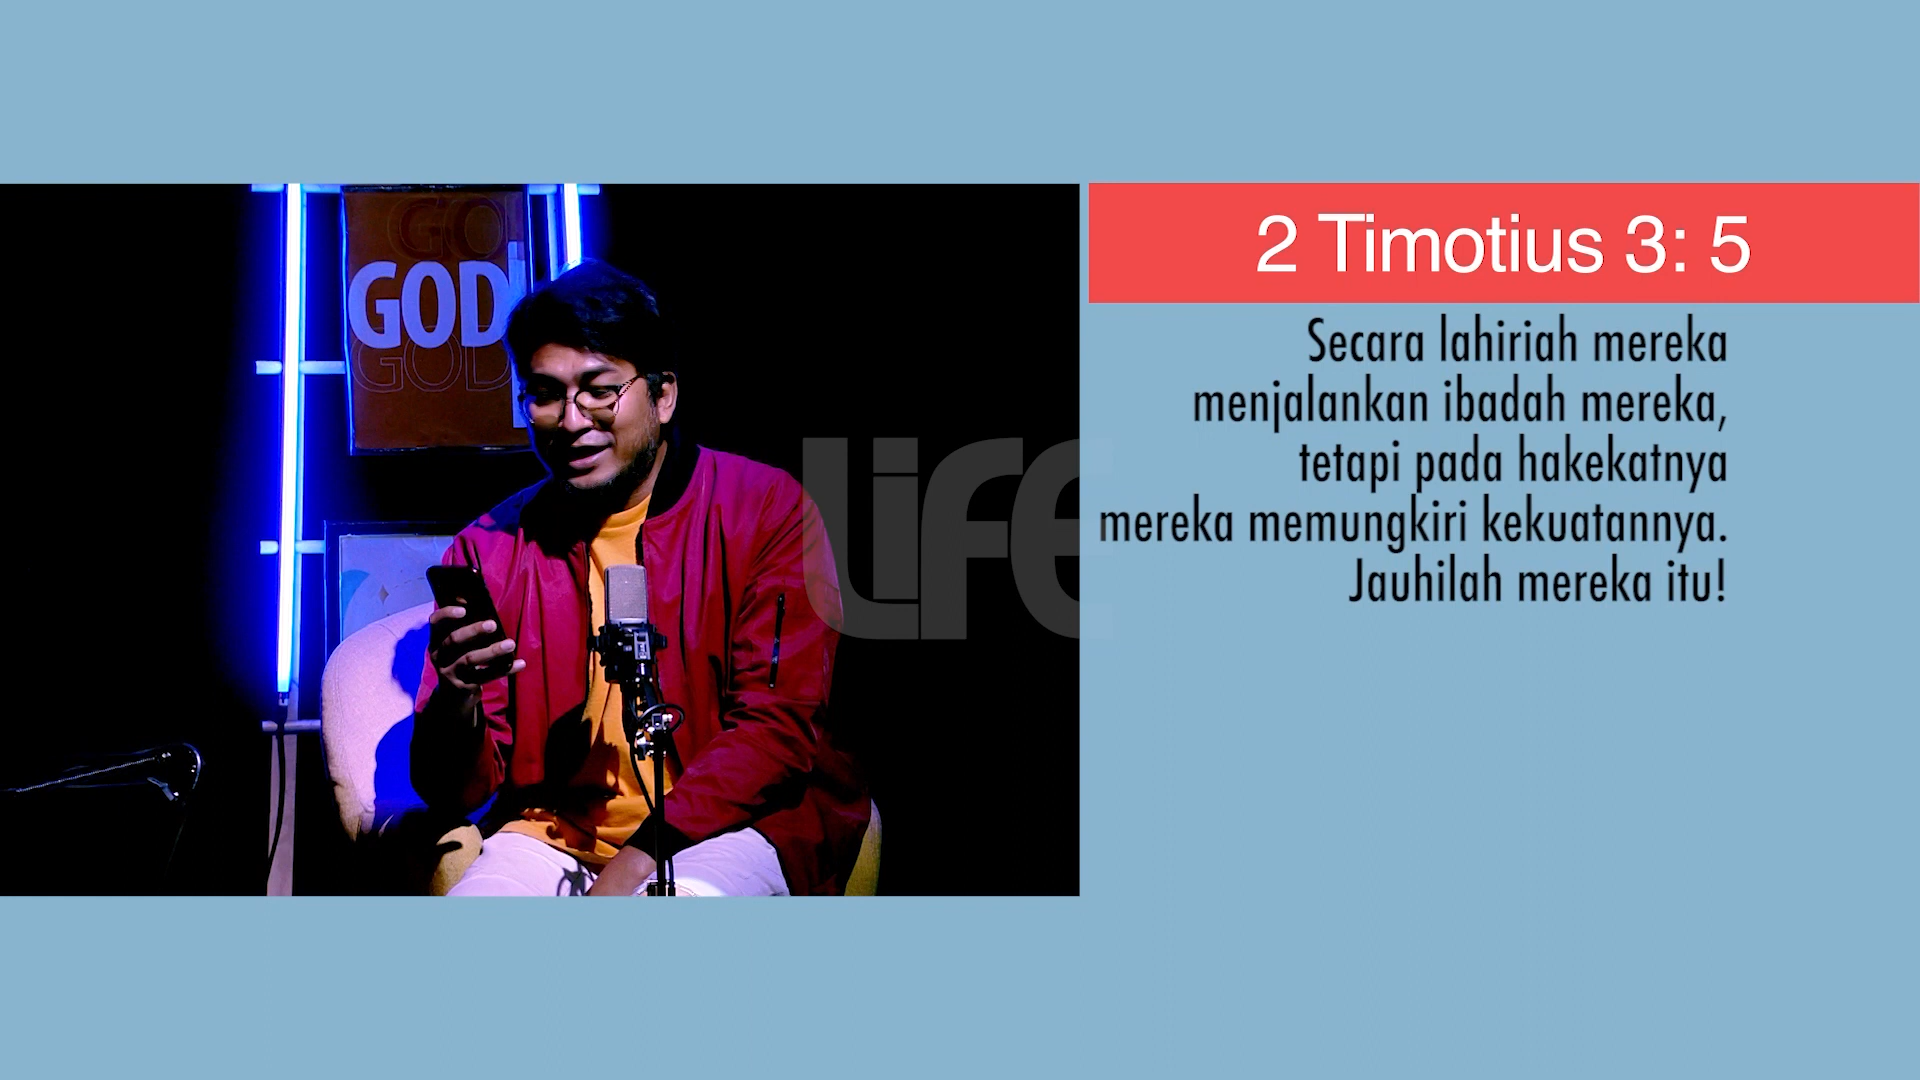 GOD
GOD
GOD
LIFE
2 Timotius 3: 5
Secara lahiriah mereka
menjalankan ibadah mereka,
tetapi pada hakekatnya
mereka memungkiri kekuatannya.
Jauhilah mereka itu!